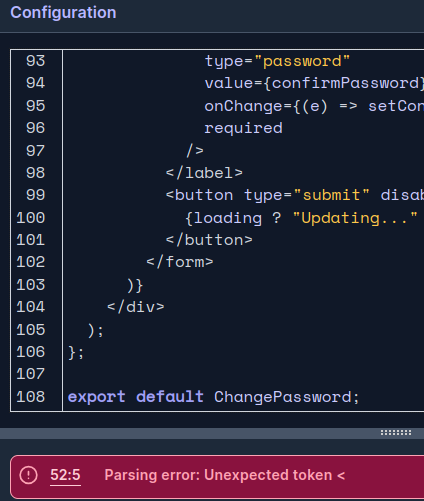 Configuration
93 type="password"
94 value={confirmPassword}
95 onChange={(e) => setCon
96 required
97 />
98 </label>
99 <button type="submit" disab
100 {loading ? "Updating..."
101 </button>
102 </form>
103 )}
104 </div>
105 );
106 };
107
108 export default ChangePassword;
52:5 Parsing error: Unexpected token <